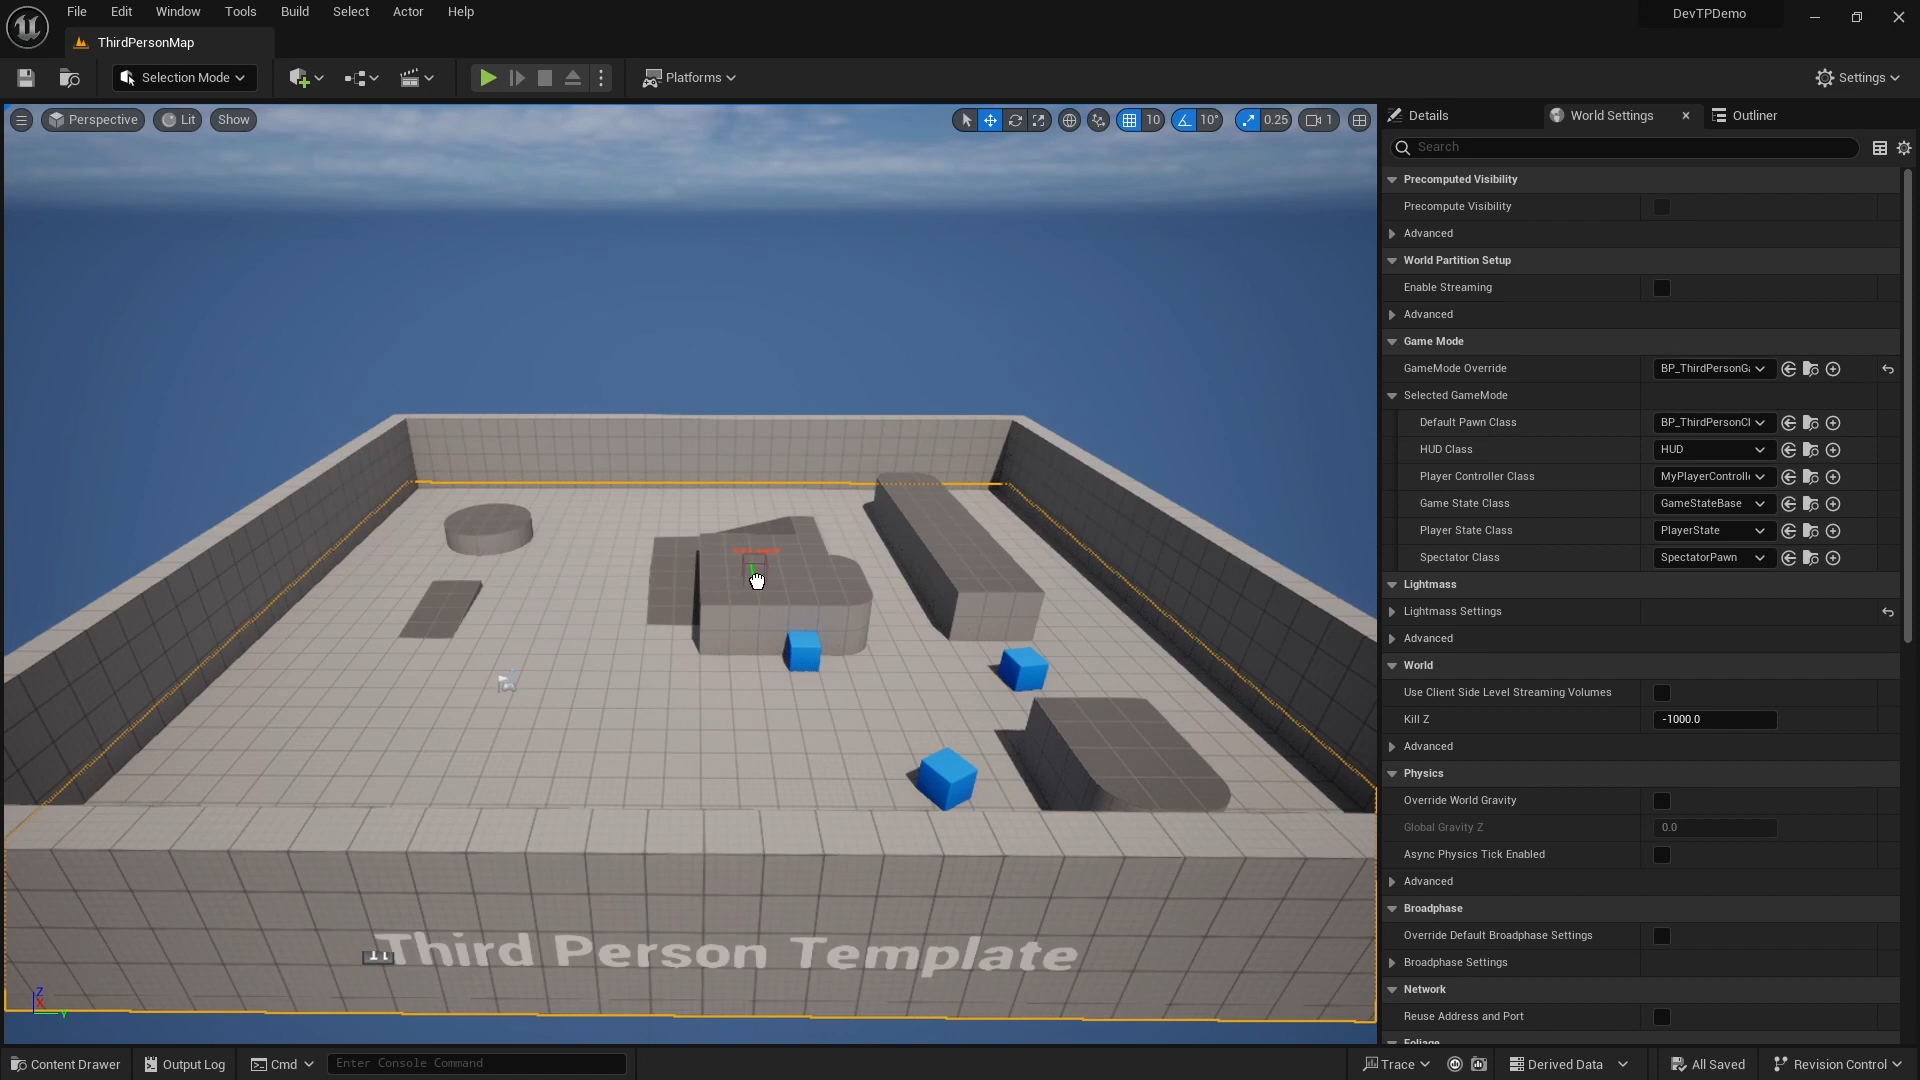 File Edit Window Tools Build Select Actor Help
DevTPDemo
ThirdPersonMap
Selection Mode
Platforms
Settings
Perspective Lit Show
10 10° 0.25 1
Details World Settings Outliner
Search
Precomputed Visibility
Precompute Visibility
Advanced
World Partition Setup
Enable Streaming
Advanced
Game Mode
GameMode Override BP_ThirdPersonGa
Selected GameMode
Default Pawn Class BP_ThirdPersonCl
HUD Class HUD
Player Controller Class MyPlayerControlle
Game State Class GameStateBase
Player State Class PlayerState
Spectator Class SpectatorPawn
Lightmass
Lightmass Settings
Advanced
World
Use Client Side Level Streaming Volumes
Kill Z -1000.0
Advanced
Physics
Override World Gravity
Global Gravity Z 0.0
Async Physics Tick Enabled
Advanced
Broadphase
Override Default Broadphase Settings
Broadphase Settings
Network
Reuse Address and Port
Foliage
Third Person Template
Z
X
Y
Content Drawer Output Log Cmd Enter Console Command Trace Derived Data All Saved Revision Control